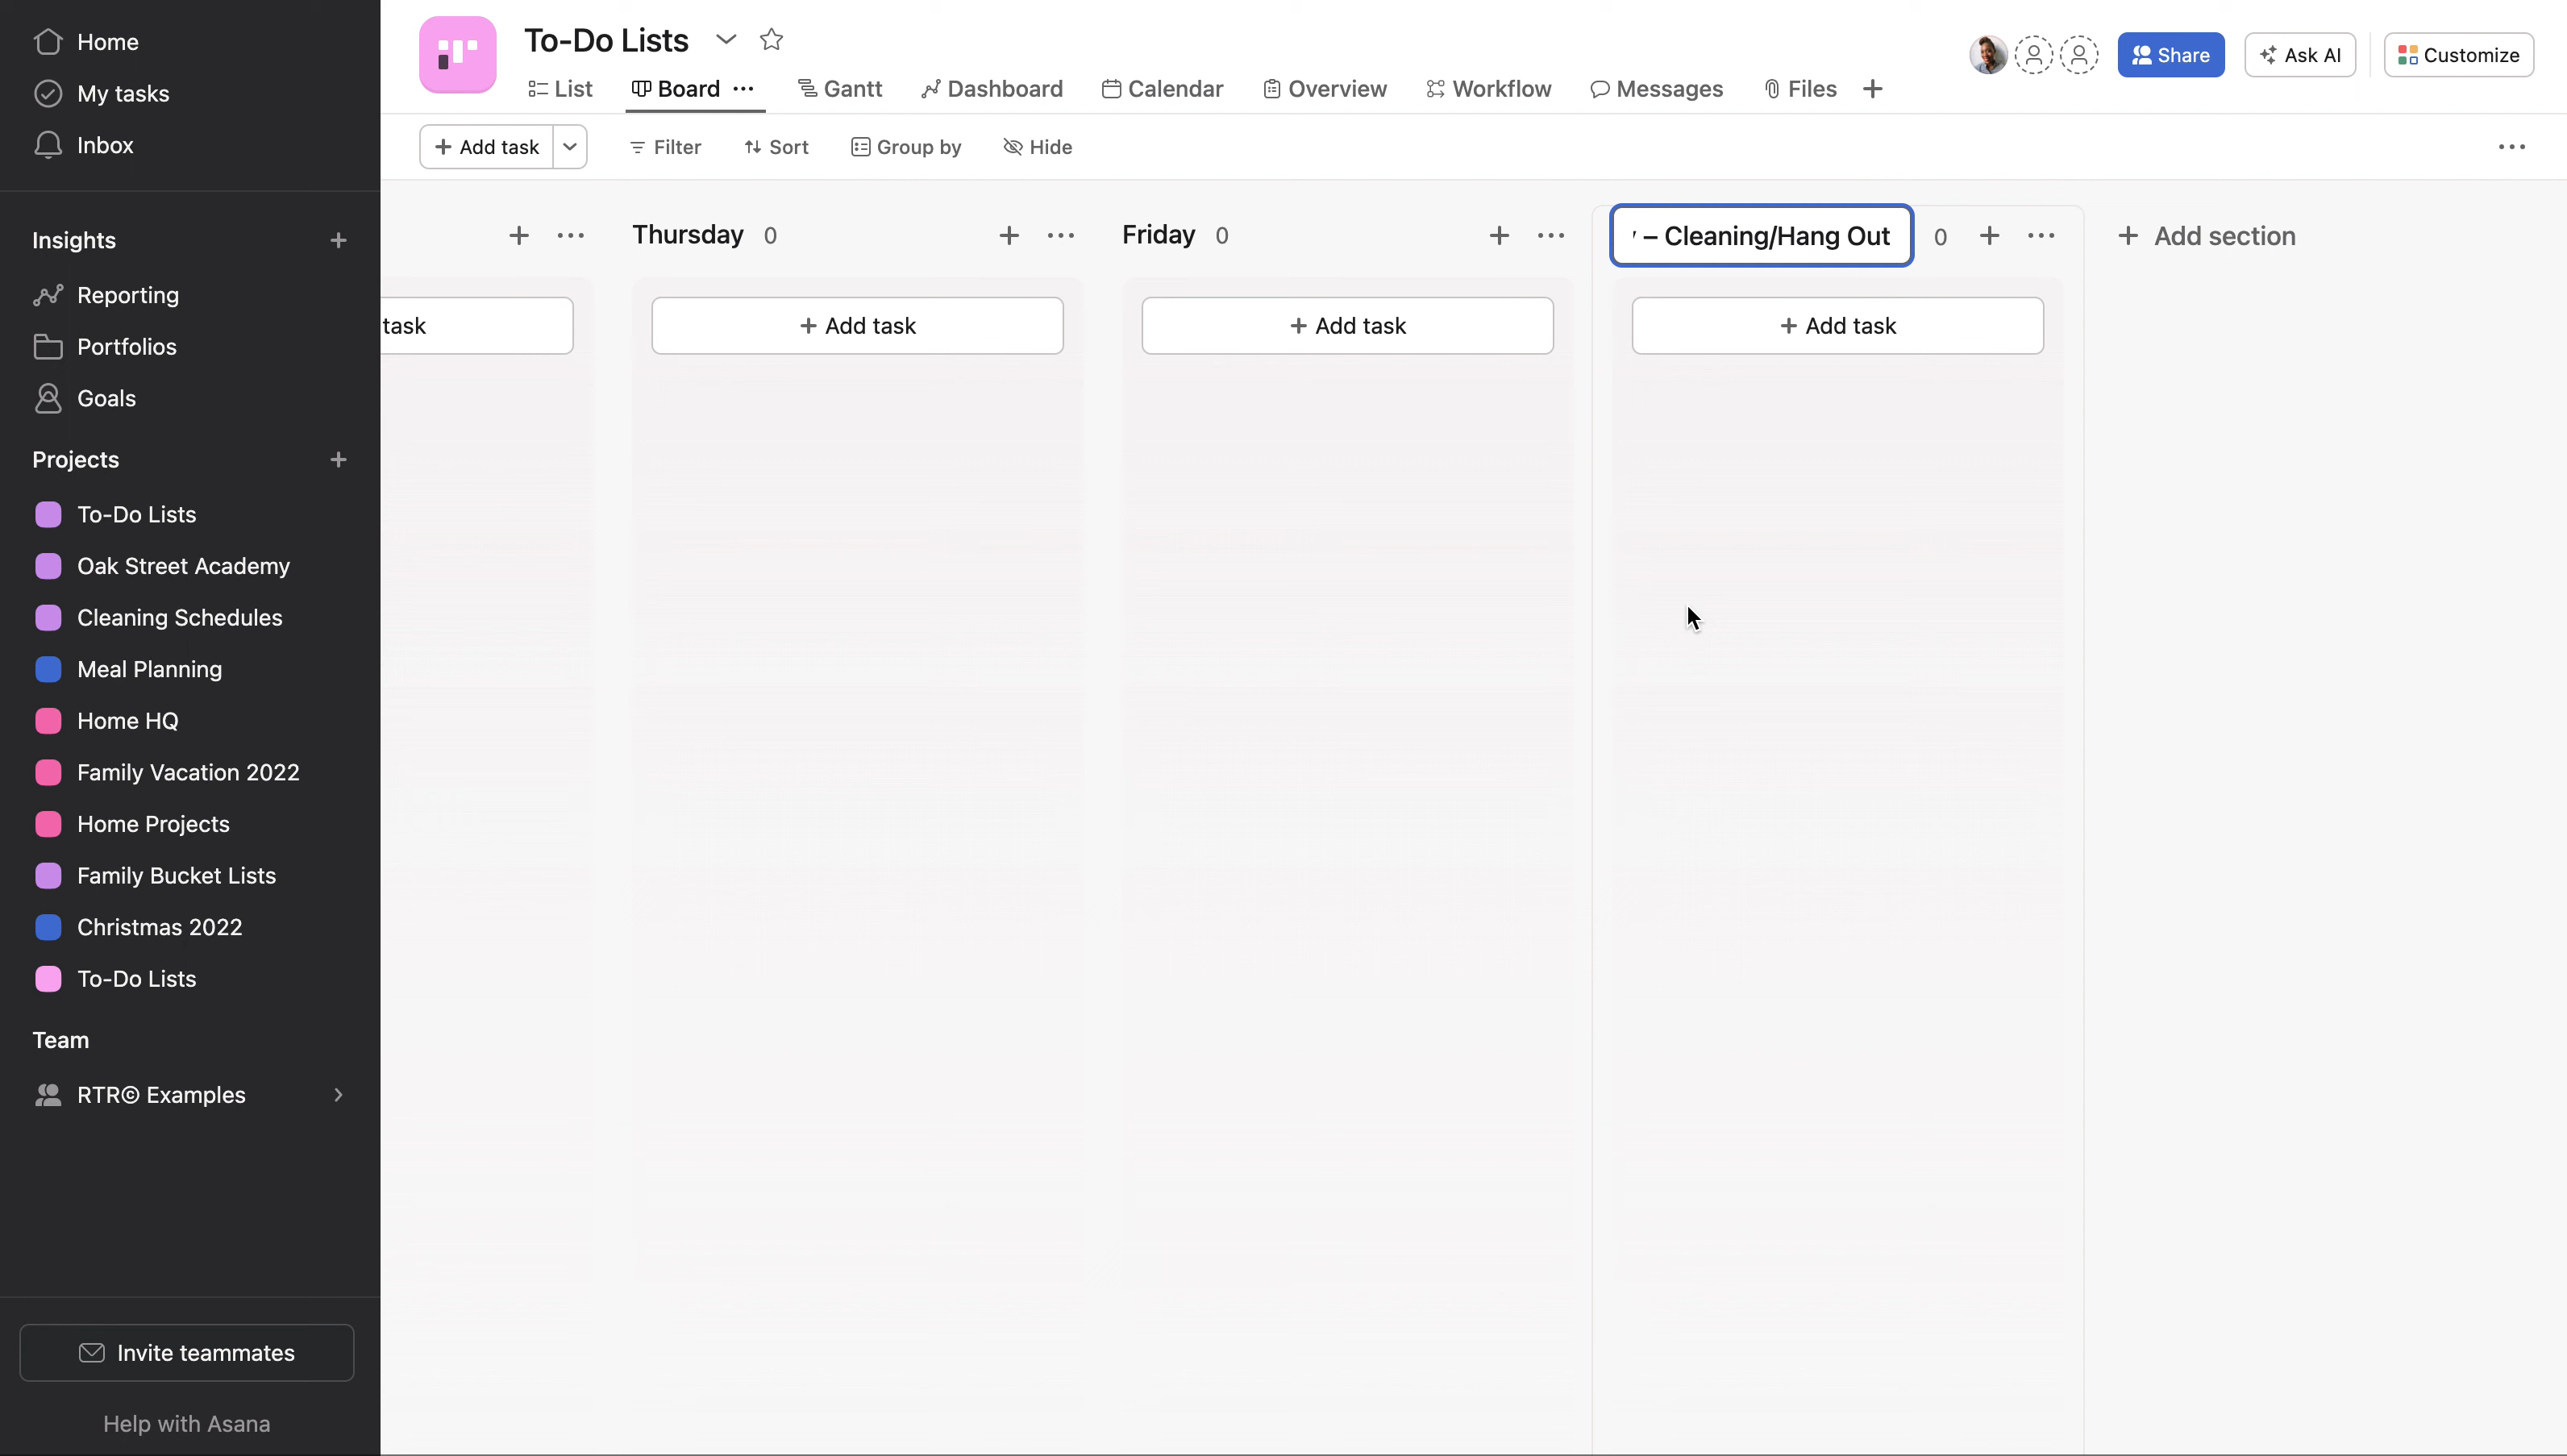 Home
My tasks
Inbox
Insights
Reporting
Portfolios
Goals
Projects
To-Do Lists
Oak Street Academy
Cleaning Schedules
Meal Planning
Home HQ
Family Vacation 2022
Home Projects
Family Bucket Lists
Christmas 2022
To-Do Lists
Team
RTR© Examples
Invite teammates
Help with Asana
To-Do Lists
Share
Ask AI
Customize
List Board Gantt Dashboard Calendar Overview Workflow Messages Files
Add task Filter Sort Group by Hide
Thursday 0 Friday 0 – Cleaning/Hang Out 0 Add section
task Add task Add task Add task